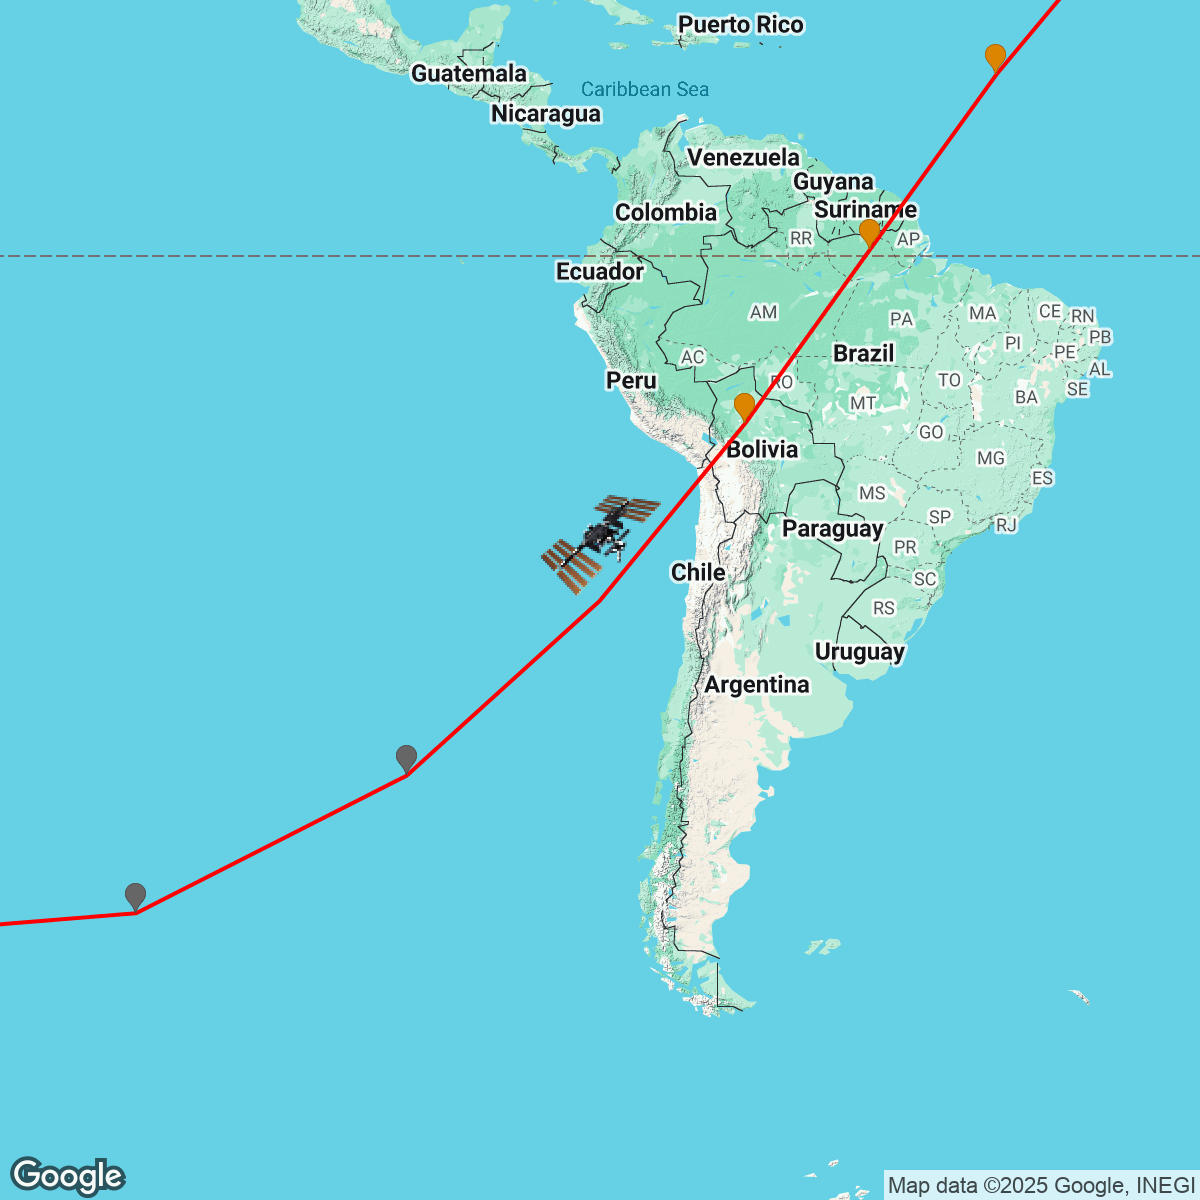 Puerto Rico
Guatemala
Caribbean Sea
Nicaragua
Venezuela
Guyana
Colombia
Suriname
RR
AP
Ecuador
AM
PA
MA
CE
RN
PI
PB
AC
Brazil
PE
AL
Peru
RO
TO
SE
MT
BA
GO
Bolivia
MG
ES
MS
SP
RJ
Paraguay
PR
Chile
SC
RS
Uruguay
Argentina
Google
Map data ©2025 Google, INEGI